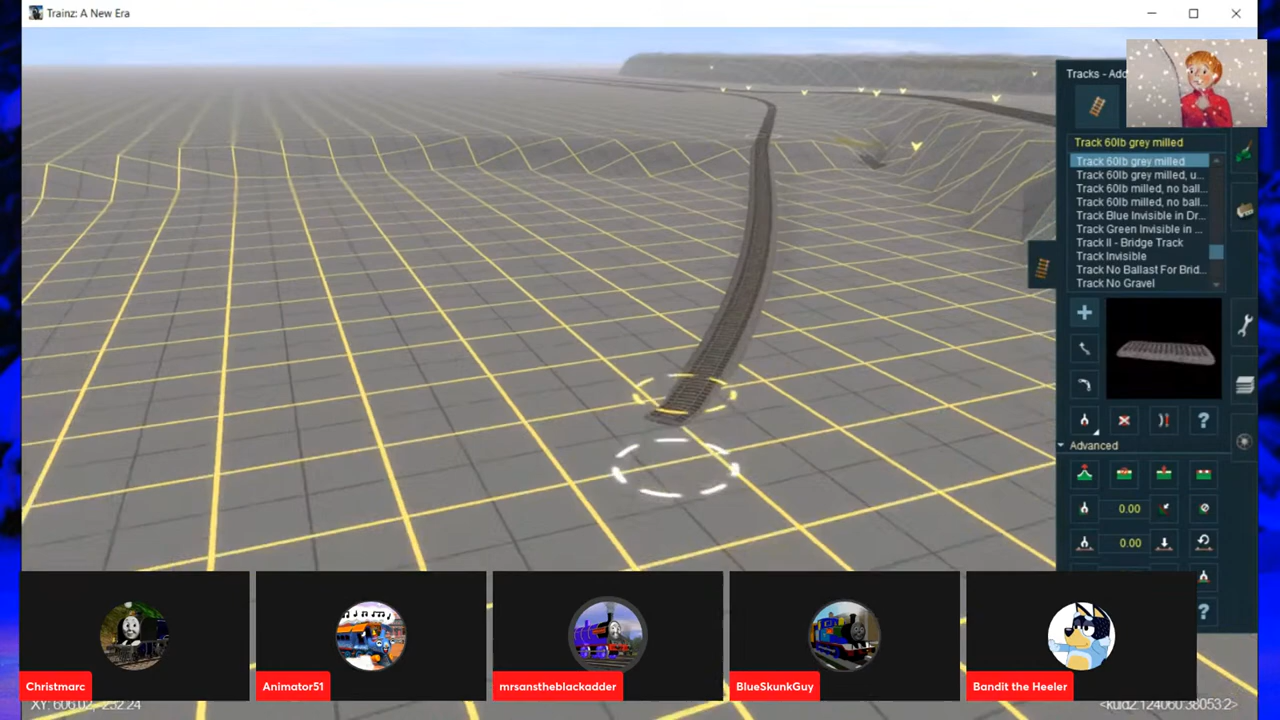 Trainz: A New Era
Tracks - Add
Track 60lb grey milled
Track 60lb grey milled
Track 60lb grey milled, u...
Track 60lb milled, no ball...
Track 60lb milled, no ball...
Track Blue Invisible in Dr...
Track Green Invisible in ...
Track II - Bridge Track
Track Invisible
Track No Ballast For Brid...
Track No Gravel
?
Advanced
0.00
0.00
?
Christmarc
Animator51
mrsanstheblackadder
BlueSkunkGuy
Bandit the Heeler